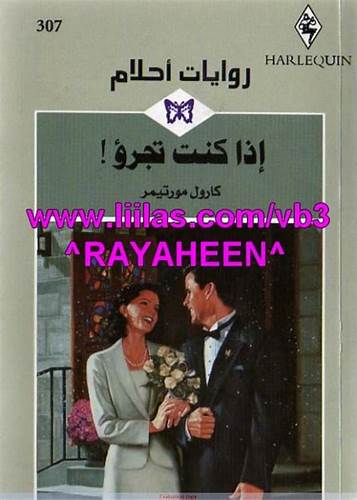 307
HARLEQUIN
روايات أحلام
إذا كنت تجرؤ !
كارول مورتيمر
www.liilas.com/vb3
^RAYAHEEN^